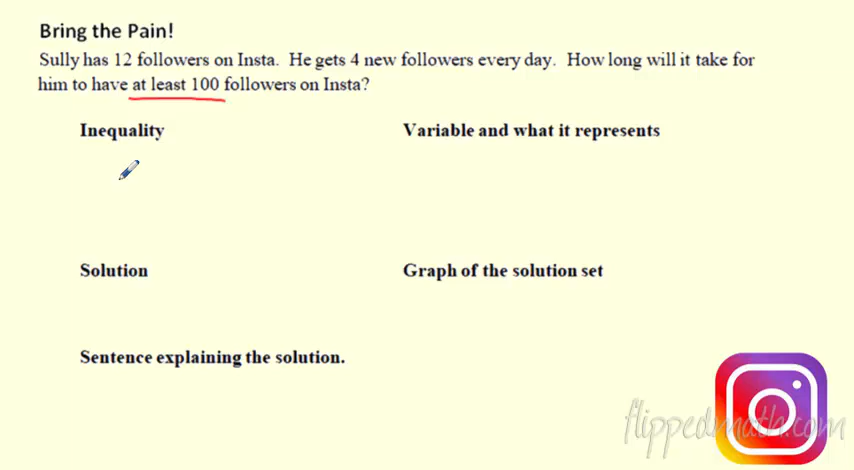 Bring the Pain!
Sully has 12 followers on Insta. He gets 4 new followers every day. How long will it take for
him to have at least 100 followers on Insta?
Inequality
Variable and what it represents
Solution
Graph of the solution set
Sentence explaining the solution.
flippedmath.com